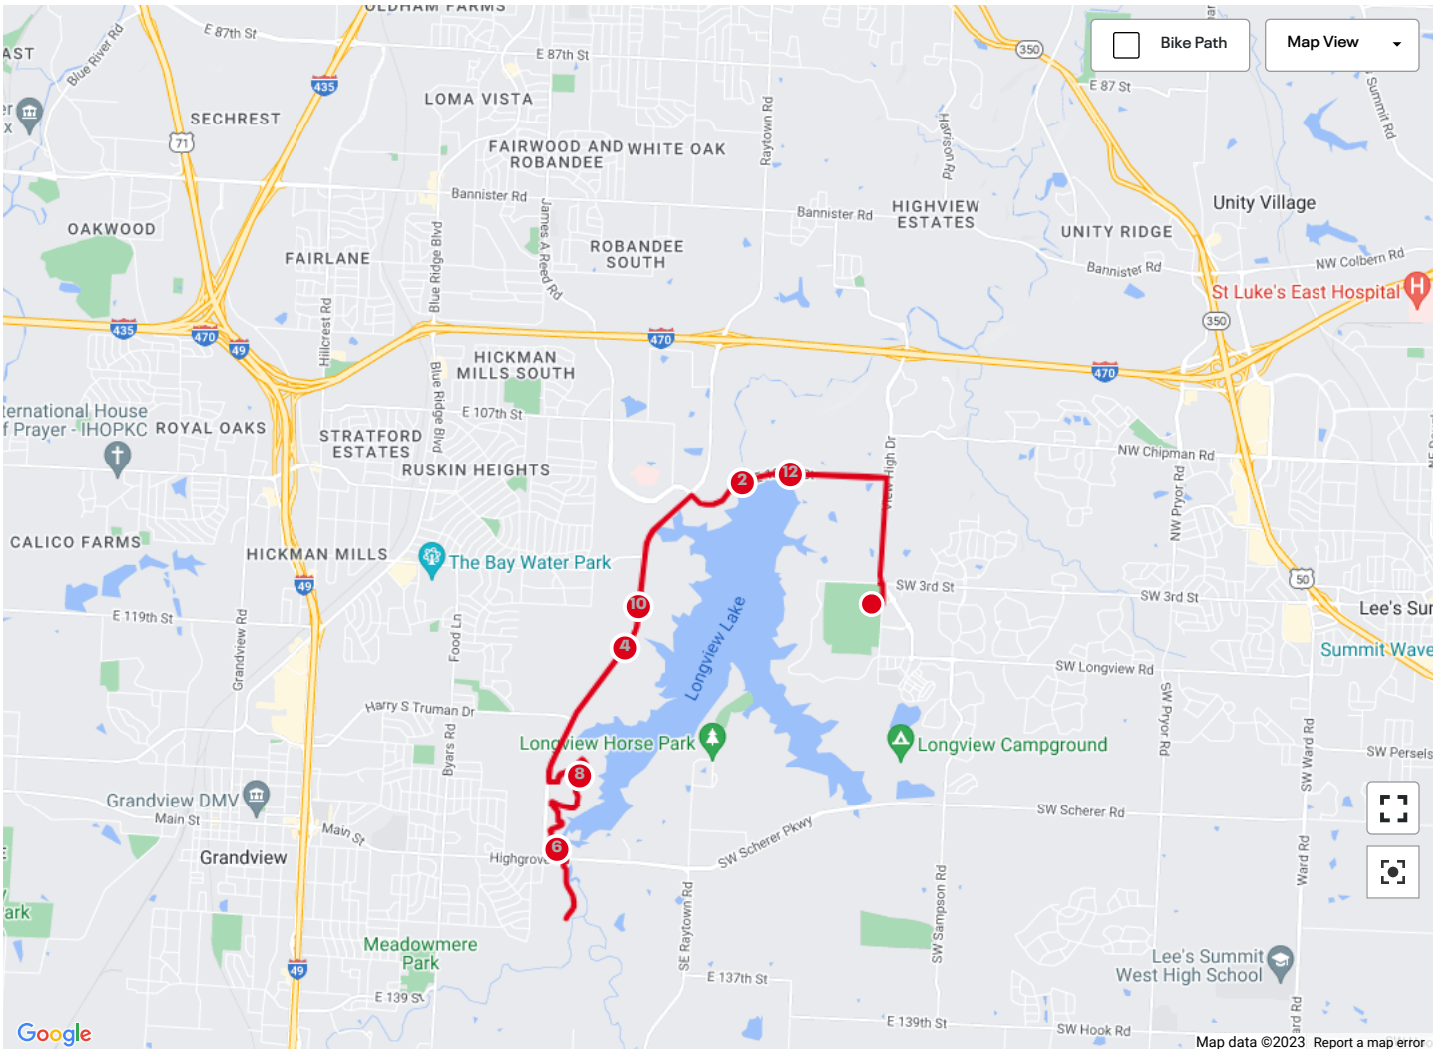 OLDHAM FARMS
E 87th St
E 87th St
350
Bike Path
Map View
AST
Blue River Rd
435
E 87 St
Summit Rd
LOMA VISTA
SECHREST
Raytown Rd
Harrison Rd
71
FAIRWOOD AND
ROBANDEE
WHITE OAK
Bannister Rd
Bannister Rd
HIGHVIEW
ESTATES
Unity Village
OAKWOOD
James A Reed Rd
Blue Ridge Blvd
ROBANDEE
SOUTH
UNITY RIDGE
FAIRLANE
Bannister Rd
NW Colbern Rd
St Luke's East Hospital
Hillcrest Rd
435
470
49
470
350
470
HICKMAN
MILLS SOUTH
Blue Ridge Blvd
E 107th St
ternational House
f Prayer - IHOPKC
ROYAL OAKS
STRATFORD
ESTATES
RUSKIN HEIGHTS
View High Dr
NW Chipman Rd
NW Pryor Rd
2
12
CALICO FARMS
HICKMAN MILLS
The Bay Water Park
49
50
SW 3rd St
SW 3rd St
E 119th St
10
4
Lee's Sur
Summit Wave
Grandview Rd
Food Ln
Longview Lake
SW Longview Rd
Harry S Truman Dr
SW Pryor Rd
Byars Rd
Longview Horse Park
Longview Campground
SW Ward Rd
SW Persels
8
Grandview DMV
Main St
Main St
SW Scherer Rd
SW Scherer Pkwy
Grandview
6
Highgrove
Ward Rd
SE Raytown Rd
SW Sampson Rd
ark
Meadowmere
Park
Lee's Summit
West High School
49
E 137th St
E 139 St
E 139th St
SW Hook Rd
ard Rd
Google
Map data ©2023
Report a map error